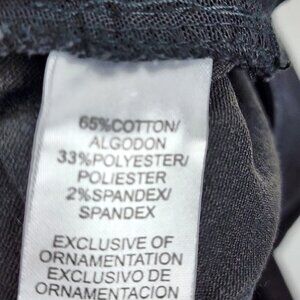 65%COTTON/
ALGODON
33%POLYESTER/
POLIESTER
2%SPANDEX/
SPANDEX
EXCLUSIVE OF
ORNAMENTATION
EXCLUSIVO DE
ORNAMENTACION